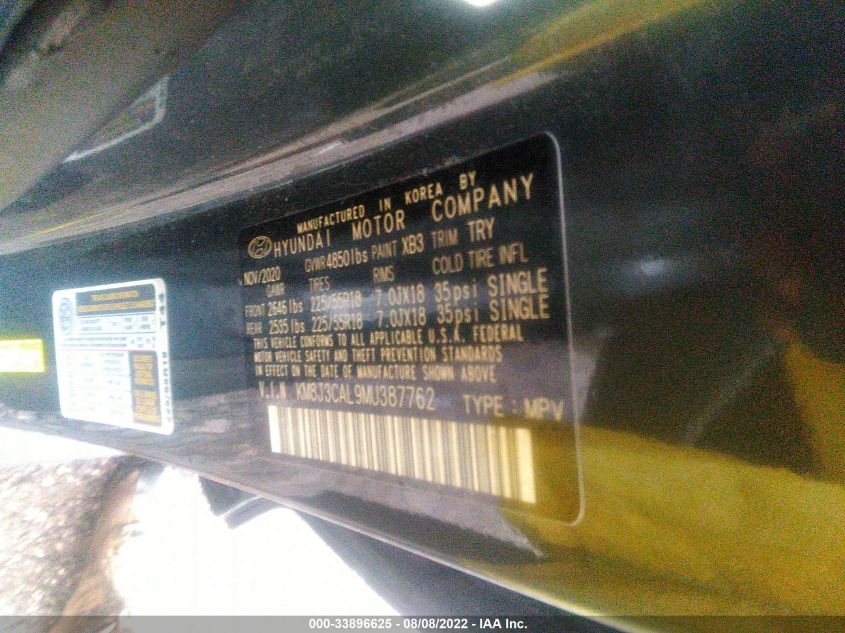 MANUFACTURED IN KOREA BY
HYUNDAI MOTOR COMPANY
NOV/2020 GVWR 4850lbs PAINT XB3 TRIM TRY
GAWR TIRES RIMS COLD TIRE INFL
FRONT 2646 lbs 225/55R18 7.0JX18 35psi SINGLE
REAR 2535 lbs 225/55R18 7.0JX18 35psi SINGLE
THIS VEHICLE CONFORMS TO ALL APPLICABLE U.S.A. FEDERAL
MOTOR VEHICLE SAFETY AND THEFT PREVENTION STANDARDS
IN EFFECT ON THE DATE OF MANUFACTURE SHOWN ABOVE
V.I.N KM8J3CAL9MU387762 TYPE : MPV
000-33896625 - 08/08/2022 - IAA Inc.